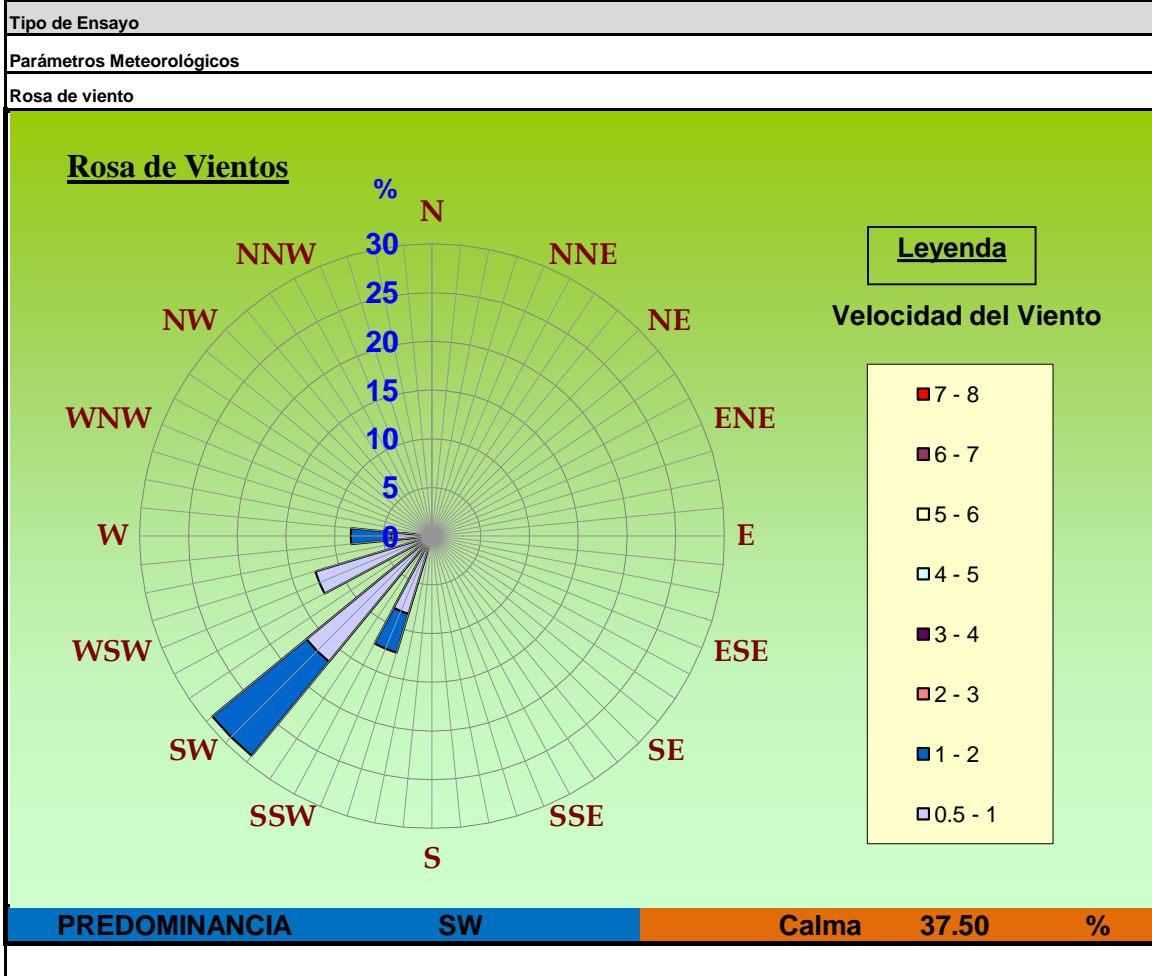 Tipo de Ensayo
Parámetros Meteorológicos
Rosa de viento
Rosa de Vientos
%
N
NNE
NE
ENE
E
ESE
SE
SSE
S
SSW
SW
WSW
W
WNW
NW
NNW
30
25
20
15
10
5
0
Leyenda
Velocidad del Viento
7 - 8
6 - 7
5 - 6
4 - 5
3 - 4
2 - 3
1 - 2
0.5 - 1
PREDOMINANCIA SW Calma 37.50 %